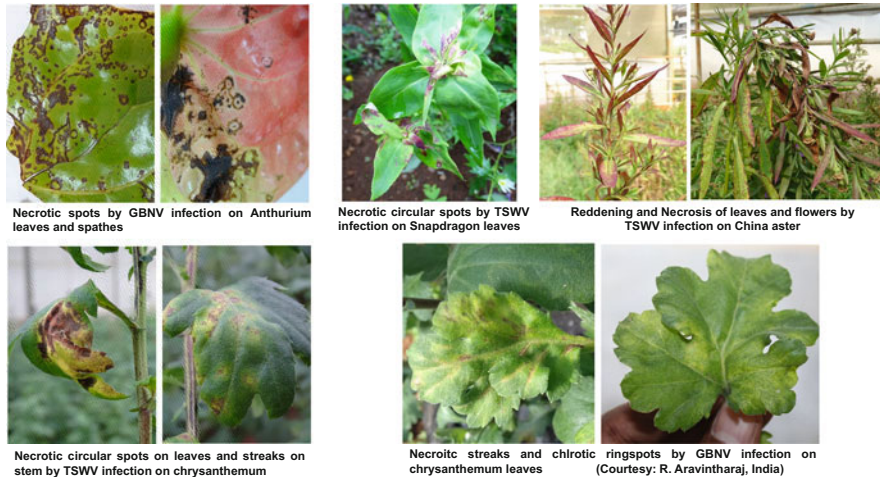 Necrotic spots by GBNV infection on Anthurium
leaves and spathes
Necrotic circular spots by TSWV
infection on Snapdragon leaves
Reddening and Necrosis of leaves and flowers by
TSWV infection on China aster
Necrotic circular spots on leaves and streaks on
stem by TSWV infection on chrysanthemum
Necroitc streaks and chlrotic ringspots by GBNV infection on
chrysanthemum leaves (Courtesy: R. Aravintharaj, India)